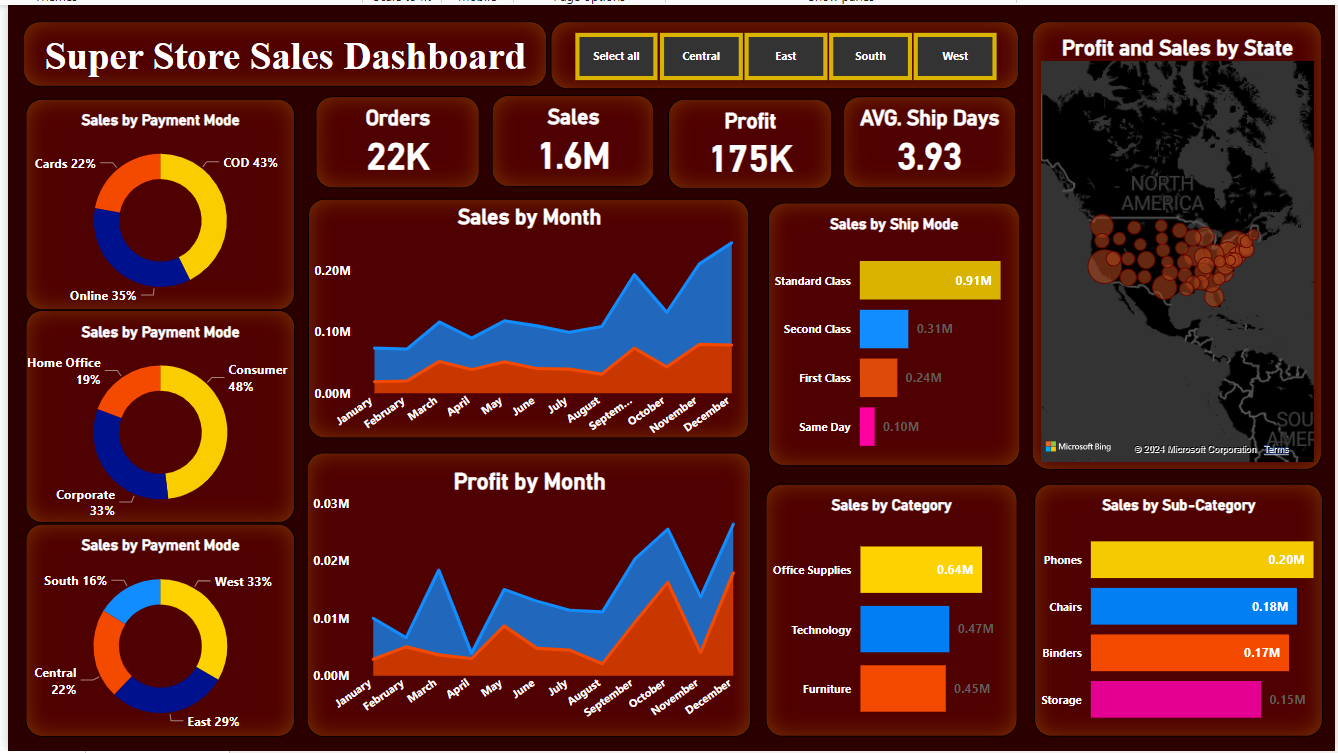 Super Store Sales Dashboard
Select all
Central
East
South
West
Profit and Sales by State
Sales by Payment Mode
Cards 22%
COD 43%
Online 35%
Orders
22K
Sales
1.6M
Profit
175K
AVG. Ship Days
3.93
Sales by Month
0.20M
0.10M
0.00M
January
February
March
April
May
June
July
August
Septem...
October
November
December
Sales by Ship Mode
Standard Class
0.91M
Second Class
0.31M
First Class
0.24M
Same Day
0.10M
NORTH
AMERICA
SOU
AMER
Microsoft Bing
© 2024 Microsoft Corporation
Terms
Sales by Payment Mode
Home Office
19%
Consumer
48%
Corporate
33%
Profit by Month
0.03M
0.02M
0.01M
0.00M
January
February
March
April
May
June
July
August
September
October
November
December
Sales by Category
Office Supplies
0.64M
Technology
0.47M
Furniture
0.45M
Sales by Sub-Category
Phones
0.20M
Chairs
0.18M
Binders
0.17M
Storage
0.15M
Sales by Payment Mode
South 16%
West 33%
Central
22%
East 29%